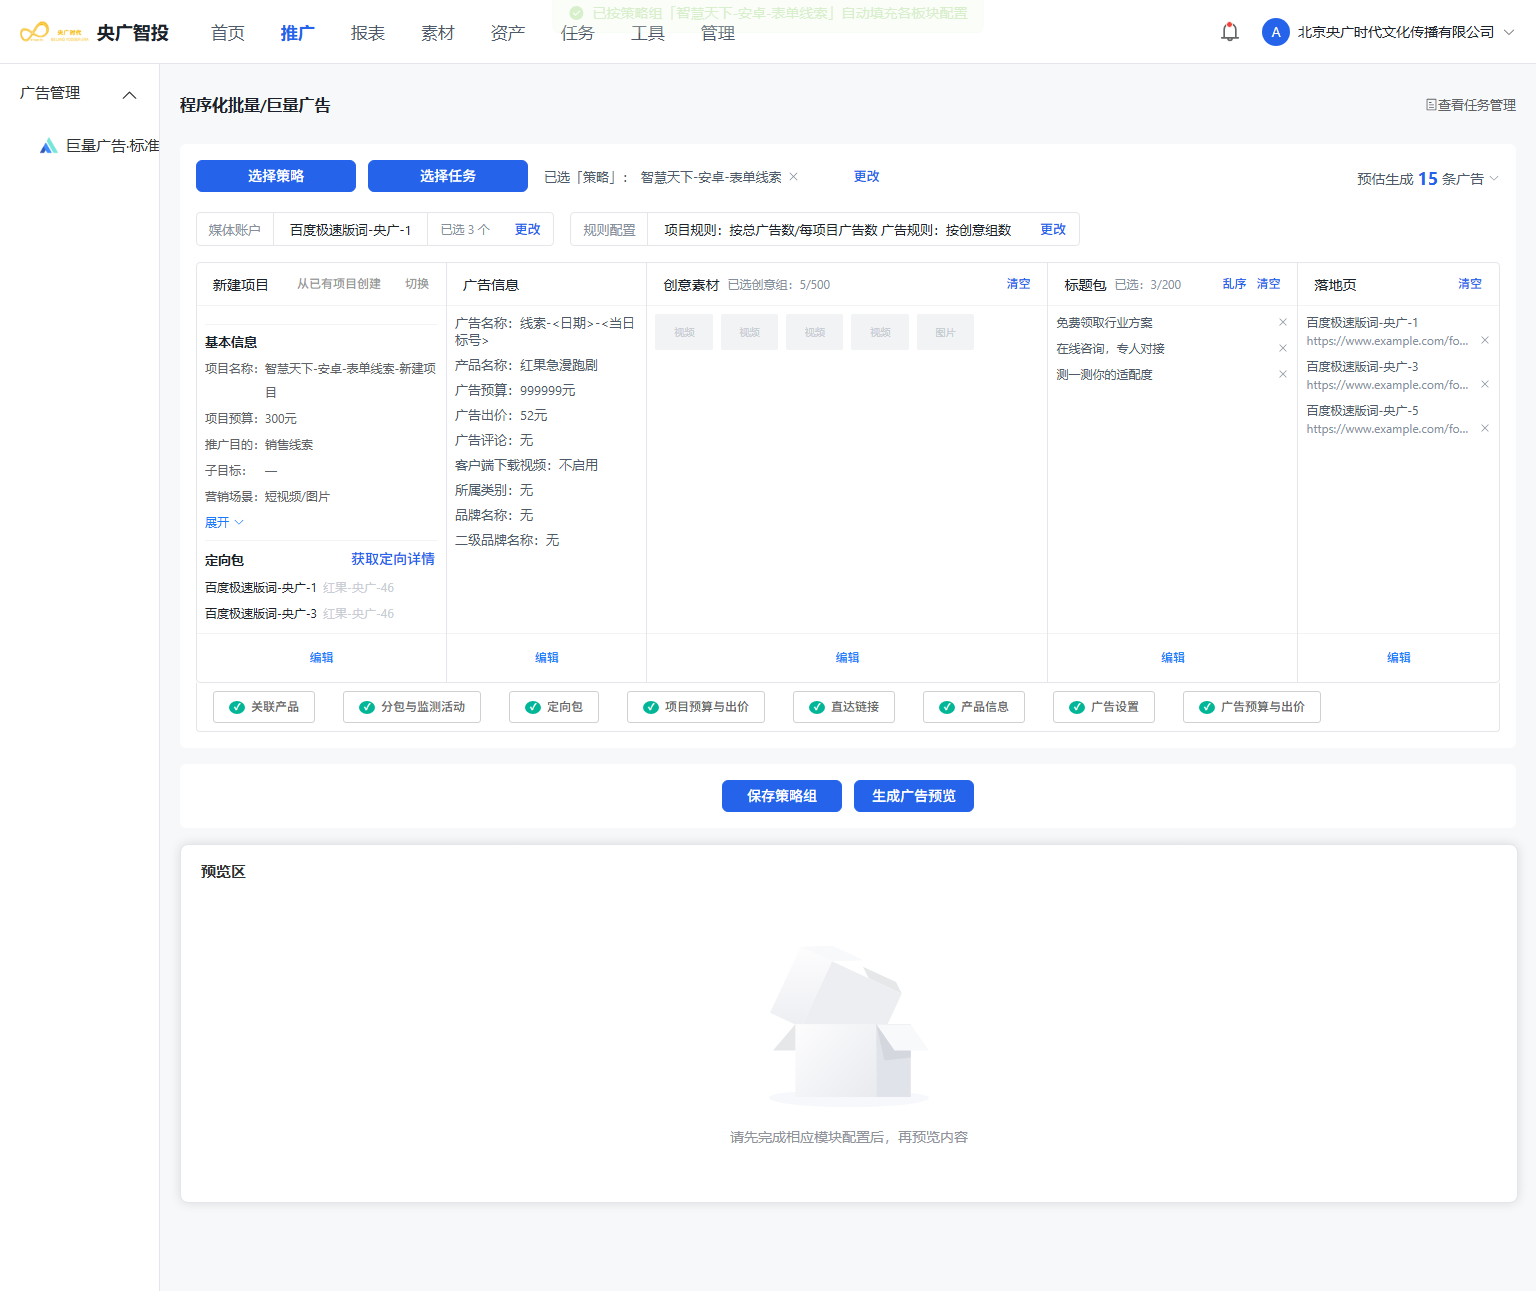 已按策略组「智慧天下-安卓-表单线索」自动填充各板块配置
央广时代
央广智投 首页 推广 报表 素材 资产 任务 工具 管理 A 北京央广时代文化传播有限公司
广告管理
巨量广告·标准
程序化批量/巨量广告 查看任务管理
选择策略 选择任务 已选「策略」： 智慧天下-安卓-表单线索 更改 预估生成 15 条广告
媒体账户 百度极速版词-央广-1 已选 3 个 更改 规则配置 项目规则：按总广告数/每项目广告数 广告规则：按创意组数 更改
新建项目 从已有项目创建 切换
基本信息
项目名称： 智慧天下-安卓-表单线索-新建项
目
项目预算： 300元
推广目的： 销售线索
子目标： —
营销场景： 短视频/图片
展开
定向包 获取定向详情
百度极速版词-央广-1 红果-央广-46
百度极速版词-央广-3 红果-央广-46
编辑
广告信息
广告名称：线索-<日期>-<当日
标号>
产品名称：红果急漫跑剧
广告预算：999999元
广告出价：52元
广告评论：无
客户端下载视频：不启用
所属类别：无
品牌名称：无
二级品牌名称：无
编辑
创意素材 已选创意组：5/500 清空
视频 视频 视频 视频 图片
编辑
标题包 已选：3/200 乱序 清空
免费领取行业方案
在线咨询，专人对接
测一测你的适配度
编辑
落地页 清空
百度极速版词-央广-1
https://www.example.com/fo...
百度极速版词-央广-3
https://www.example.com/fo...
百度极速版词-央广-5
https://www.example.com/fo...
编辑
关联产品 分包与监测活动 定向包 项目预算与出价 直达链接 产品信息 广告设置 广告预算与出价
保存策略组 生成广告预览
预览区
请先完成相应模块配置后，再预览内容